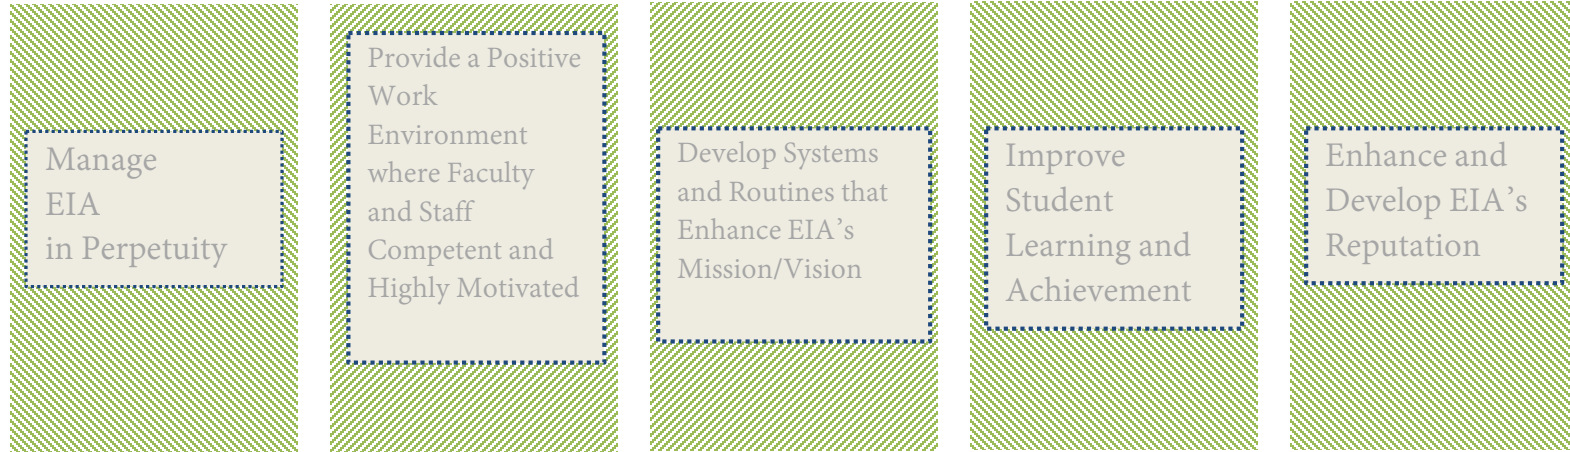 Manage
EIA
in Perpetuity
Provide a Positive
Work
Environment
where Faculty
and Staff
Competent and
Highly Motivated
Develop Systems
and Routines that
Enhance EIA's
Mission/Vision
Improve
Student
Learning and
Achievement
Enhance and
Develop EIA's
Reputation